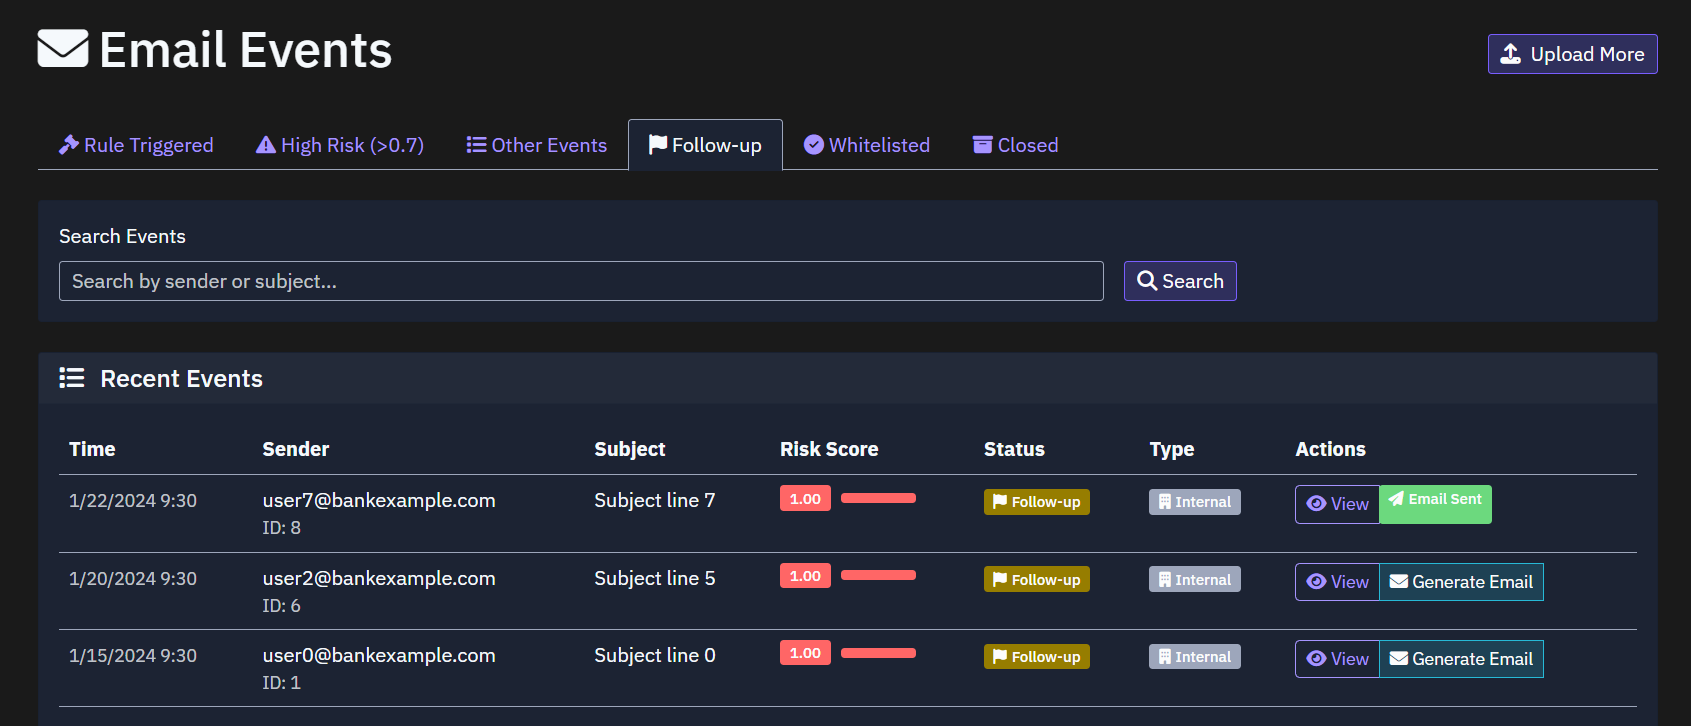 Email Events
Upload More
Rule Triggered High Risk (>0.7) Other Events Follow-up Whitelisted Closed
Search Events
Search by sender or subject...
Search
Recent Events
Time Sender Subject Risk Score Status Type Actions
1/22/2024 9:30 user7@bankexample.com Subject line 7 1.00 Follow-up Internal View Email Sent
ID: 8
1/20/2024 9:30 user2@bankexample.com Subject line 5 1.00 Follow-up Internal View Generate Email
ID: 6
1/15/2024 9:30 user0@bankexample.com Subject line 0 1.00 Follow-up Internal View Generate Email
ID: 1